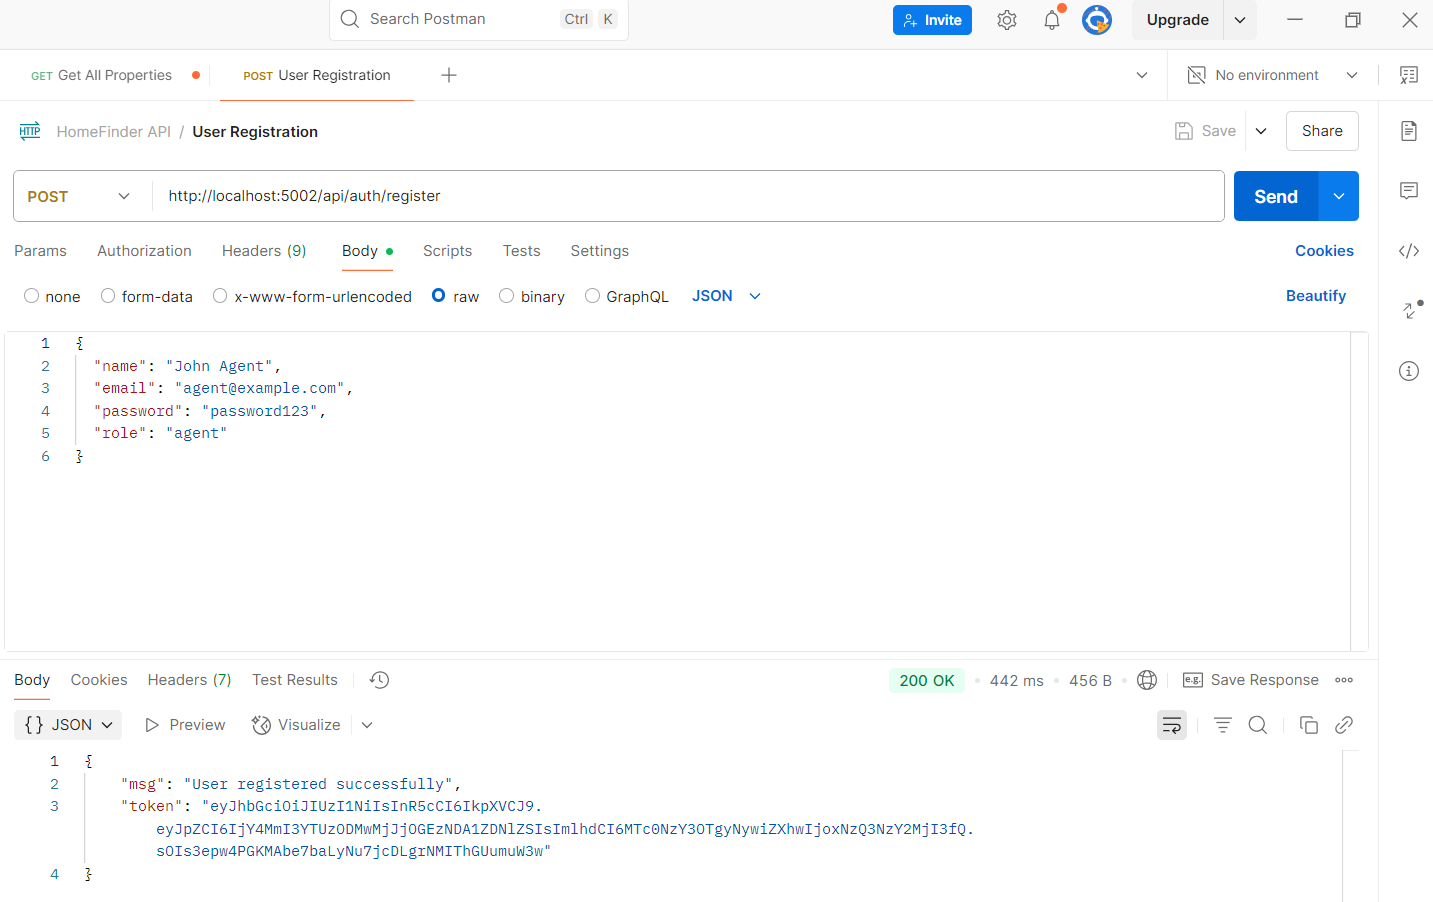 Search Postman Ctrl K Invite Upgrade
GET Get All Properties POST User Registration No environment
HTTP HomeFinder API / User Registration Save Share
POST http://localhost:5002/api/auth/register Send
Params Authorization Headers (9) Body Scripts Tests Settings Cookies
none form-data x-www-form-urlencoded raw binary GraphQL JSON Beautify
1 {
2 "name": "John Agent",
3 "email": "agent@example.com",
4 "password": "password123",
5 "role": "agent"
6 }
Body Cookies Headers (7) Test Results 200 OK 442 ms 456 B e.g. Save Response
{} JSON Preview Visualize
1 {
2 "msg": "User registered successfully",
3 "token": "eyJhbGciOiJIUzI1NiIsInR5cCI6IkpXVCJ9.
eyJpZCI6IjY4MmI3YTUzODMwMjJjOGEzNDA1ZDNlZSIsImlhdCI6MTc0NzY3OTgyNywiZXhwIjoxNzQ3NzY2MjI3fQ.
sOIs3epw4PGKMAbe7baLyNu7jcDLgrNMIThGUumuW3w"
4 }